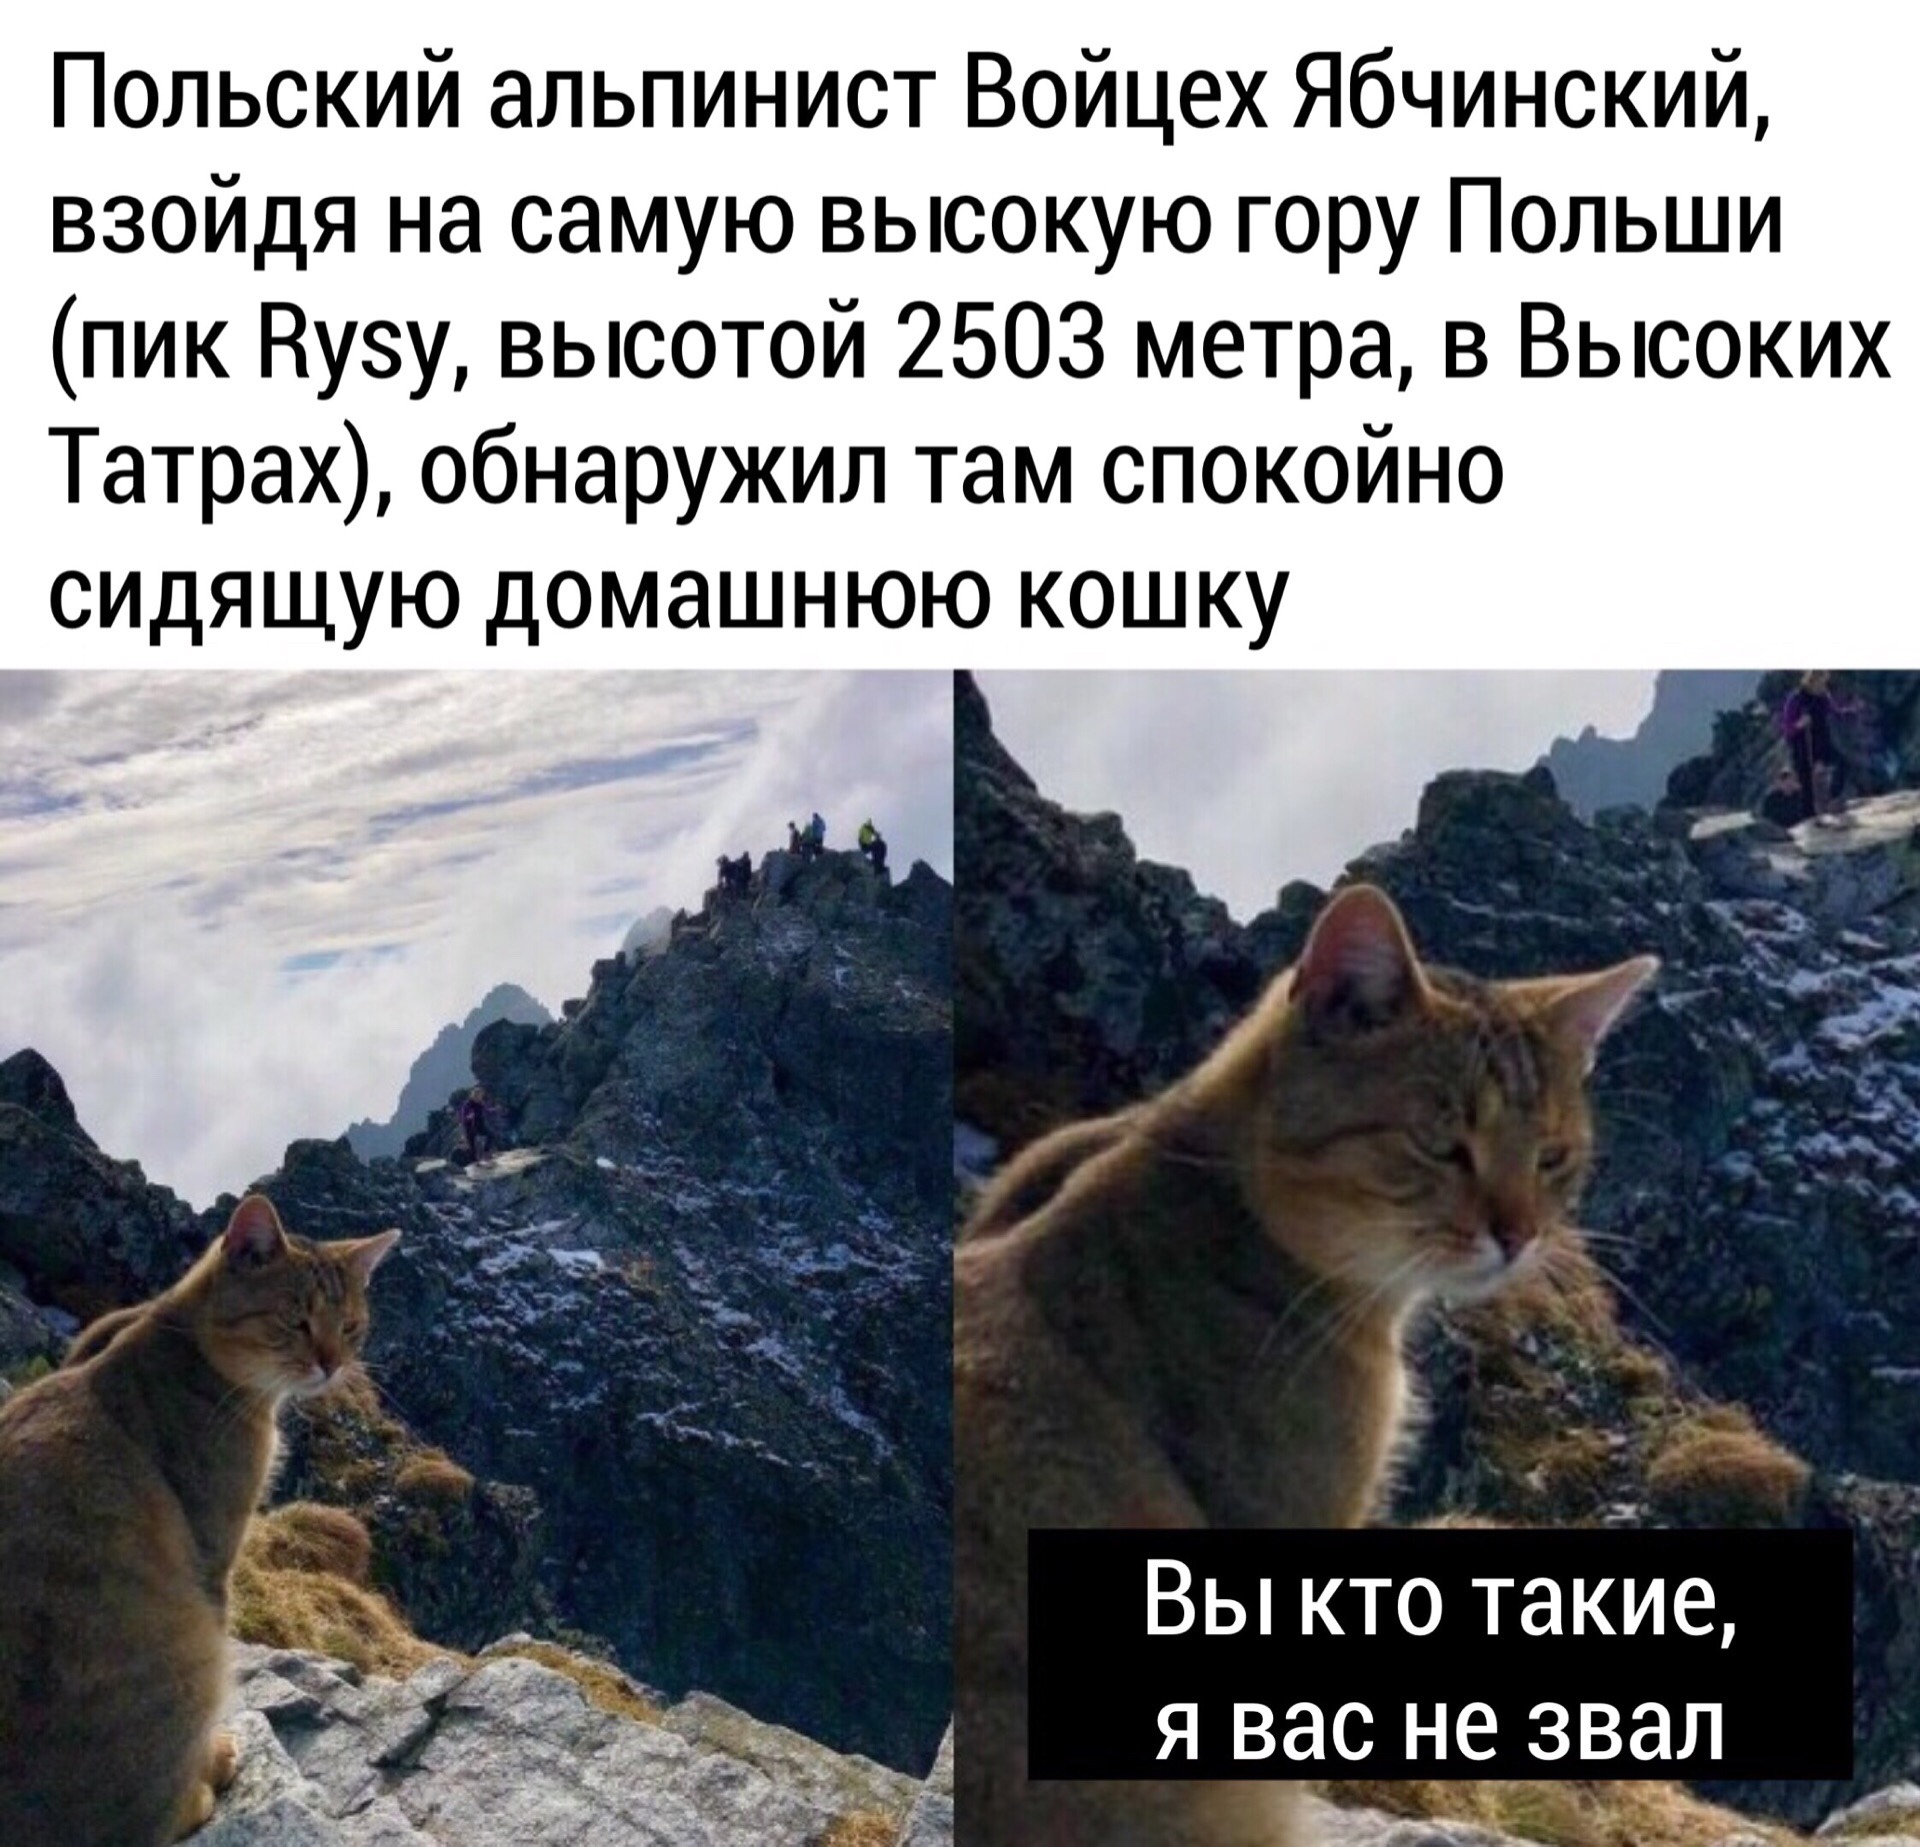 Польский альпинист Войцех Ябчинский,
взойдя на самую высокую гору Польши
(пик Rysy, высотой 2503 метра, в Высоких
Татрах), обнаружил там спокойно
сидящую домашнюю кошку
Вы кто такие,
я вас не звал